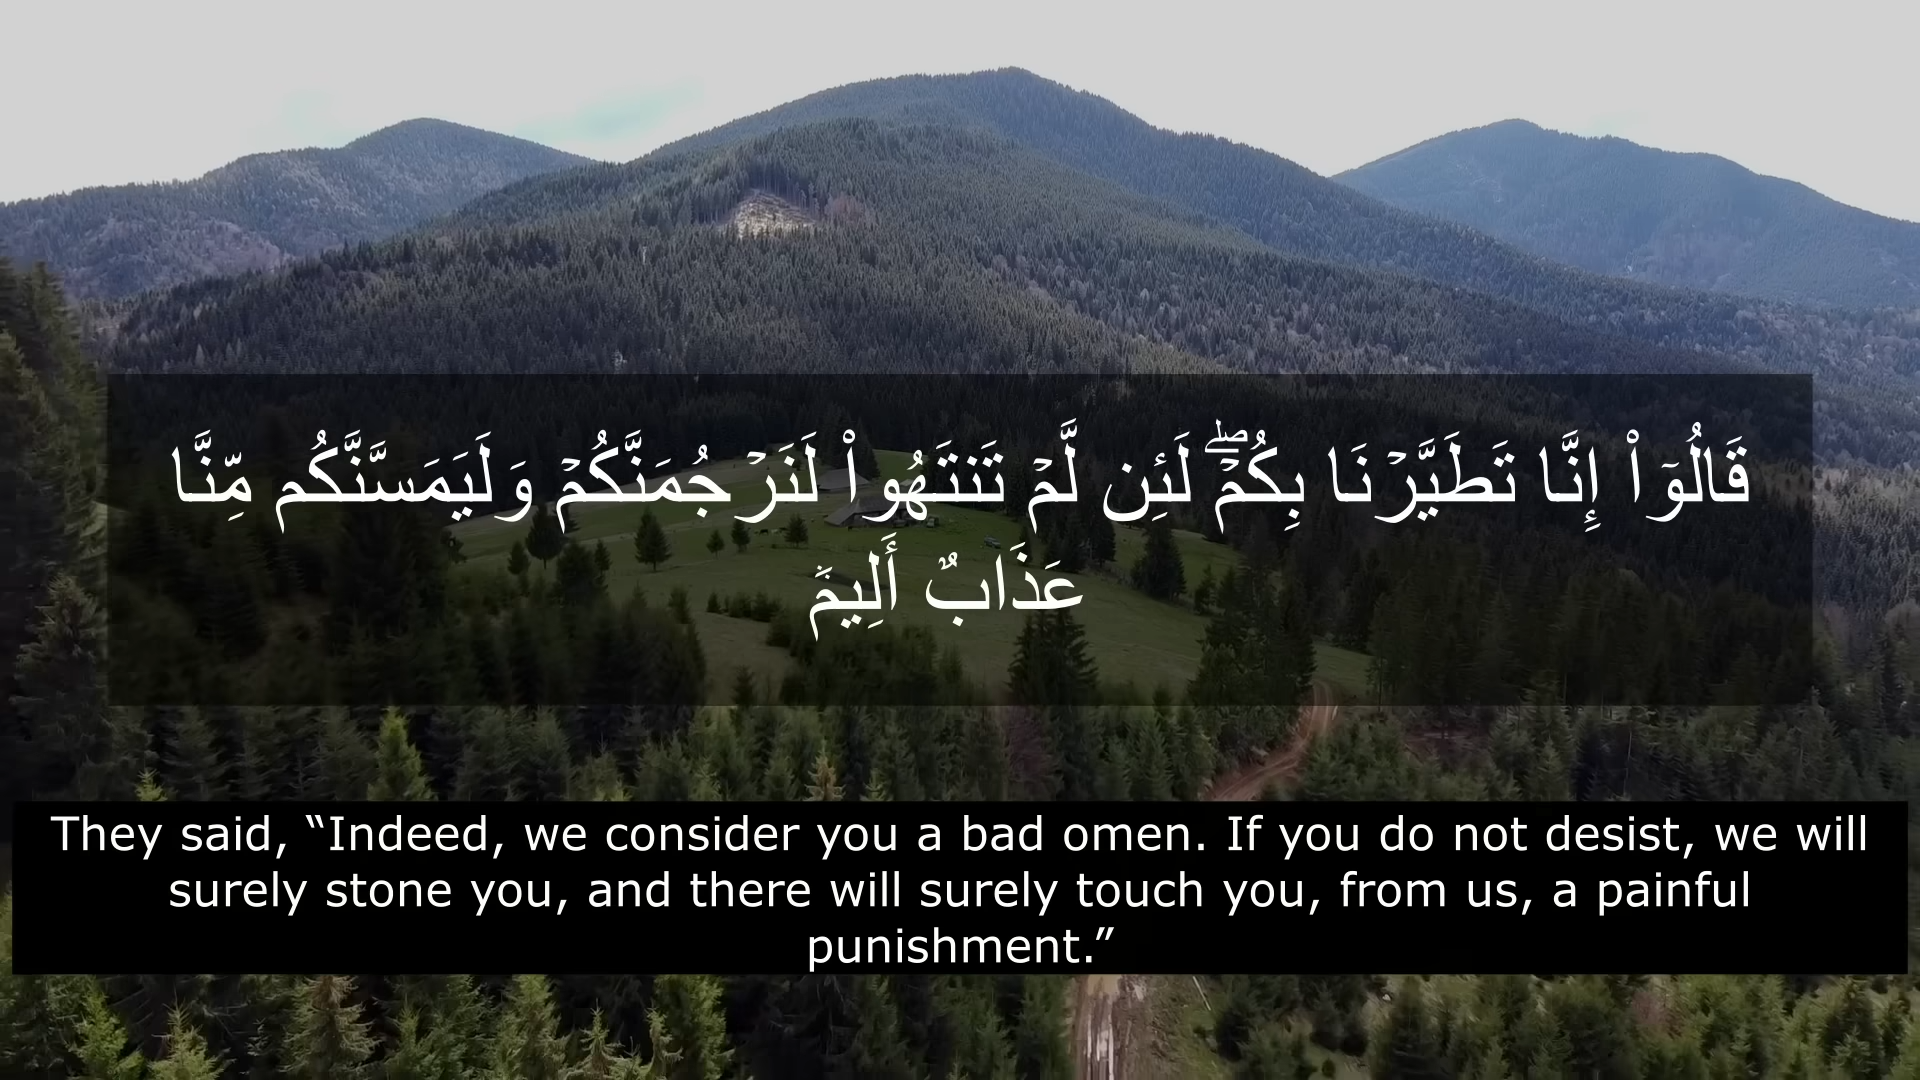 قَالُوٓا۟ إِنَّا تَطَيَّرْنَا بِكُمْ ۖ لَئِن لَّمْ تَنتَهُوا۟ لَنَرْجُمَنَّكُمْ وَلَيَمَسَّنَّكُم مِّنَّا
عَذَابٌ أَلِيمٌ
They said, “Indeed, we consider you a bad omen. If you do not desist, we will
surely stone you, and there will surely touch you, from us, a painful
punishment.”